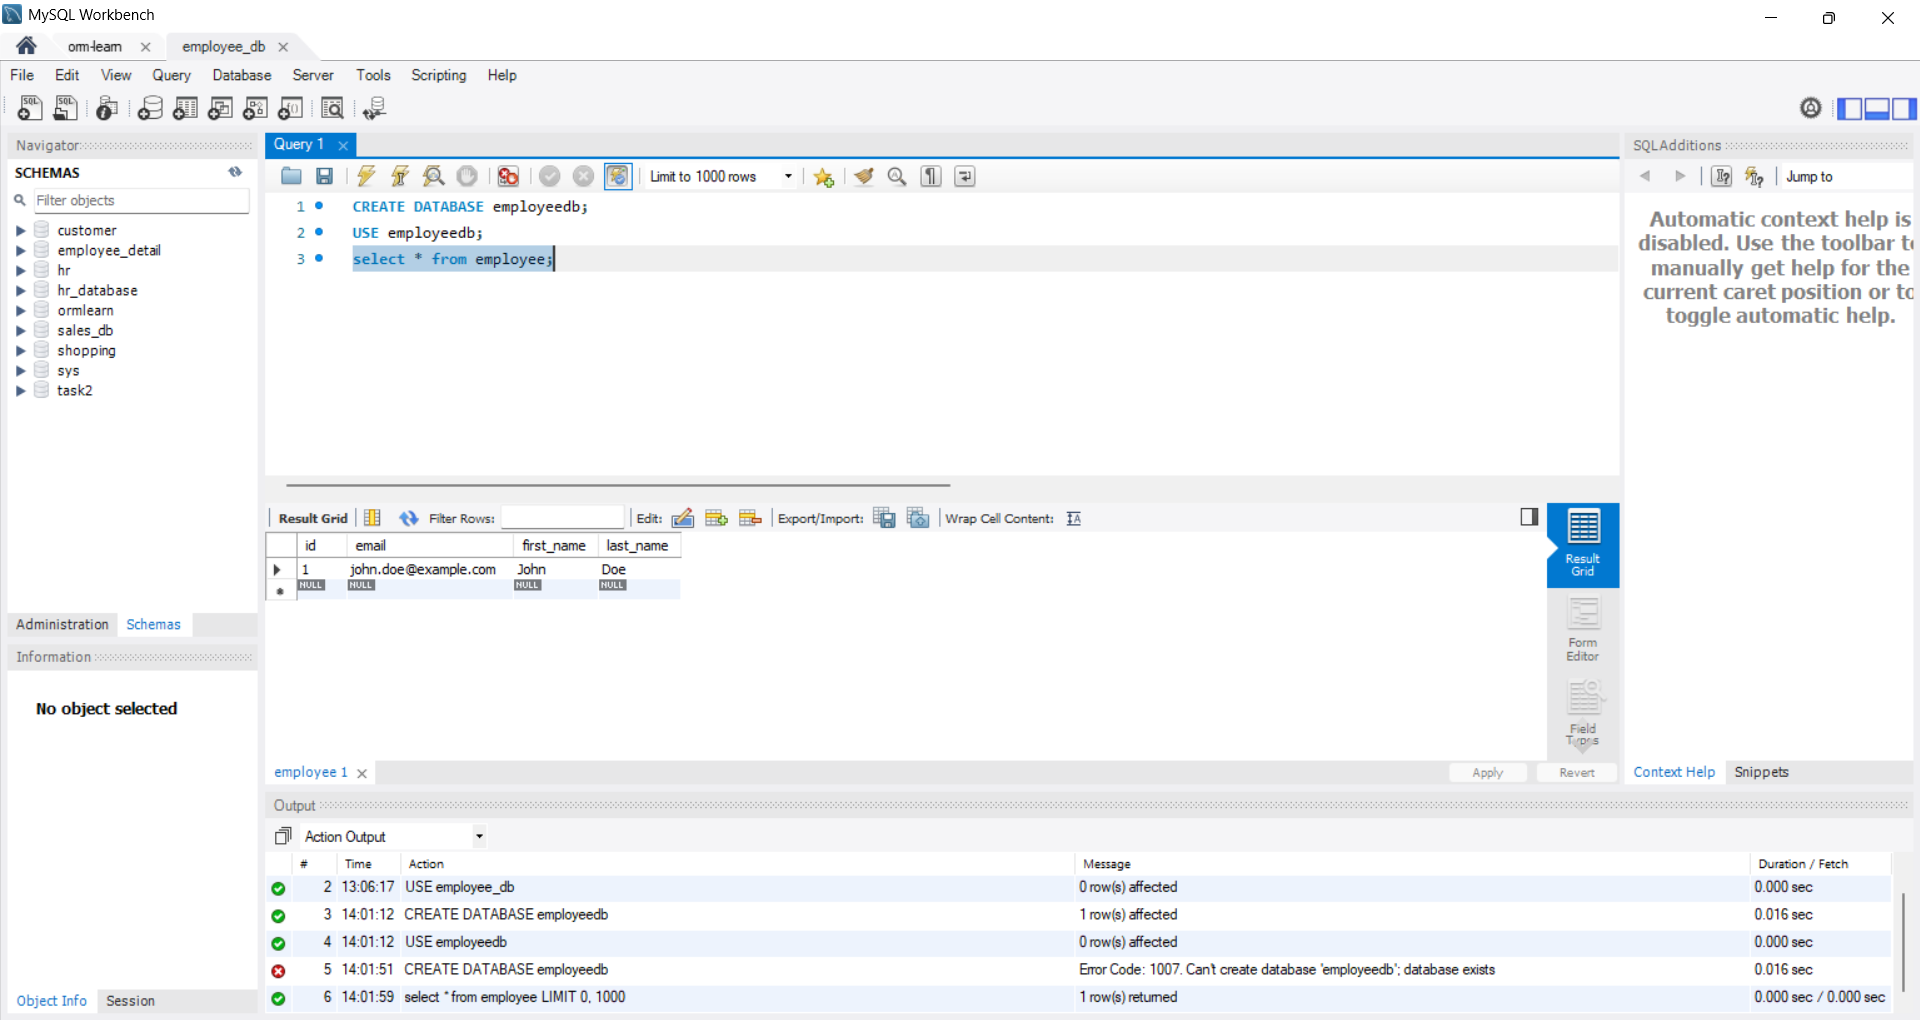 MySQL Workbench
orm-learn
employee_db
File Edit View Query Database Server Tools Scripting Help
Navigator
SCHEMAS
Filter objects
customer
employee_detail
hr
hr_database
ormlearn
sales_db
shopping
sys
task2
Administration Schemas
Information
No object selected
Object Info Session
Query 1
Limit to 1000 rows
1 CREATE DATABASE employeedb;
2 USE employeedb;
3 select * from employee;
Result Grid Filter Rows: Edit: Export/Import: Wrap Cell Content:
id email first_name last_name
1 john.doe@example.com John Doe
NULL NULL NULL NULL
Result
Grid
Form
Editor
Field
Types
employee 1
Apply Revert
SQLAdditions
Jump to
Automatic context help is
disabled. Use the toolbar to
manually get help for the
current caret position or to
toggle automatic help.
Context Help Snippets
Output
Action Output
# Time Action Message Duration / Fetch
2 13:06:17 USE employee_db 0 row(s) affected 0.000 sec
3 14:01:12 CREATE DATABASE employeedb 1 row(s) affected 0.016 sec
4 14:01:12 USE employeedb 0 row(s) affected 0.000 sec
5 14:01:51 CREATE DATABASE employeedb Error Code: 1007. Can't create database 'employeedb'; database exists 0.016 sec
6 14:01:59 select * from employee LIMIT 0, 1000 1 row(s) returned 0.000 sec / 0.000 sec